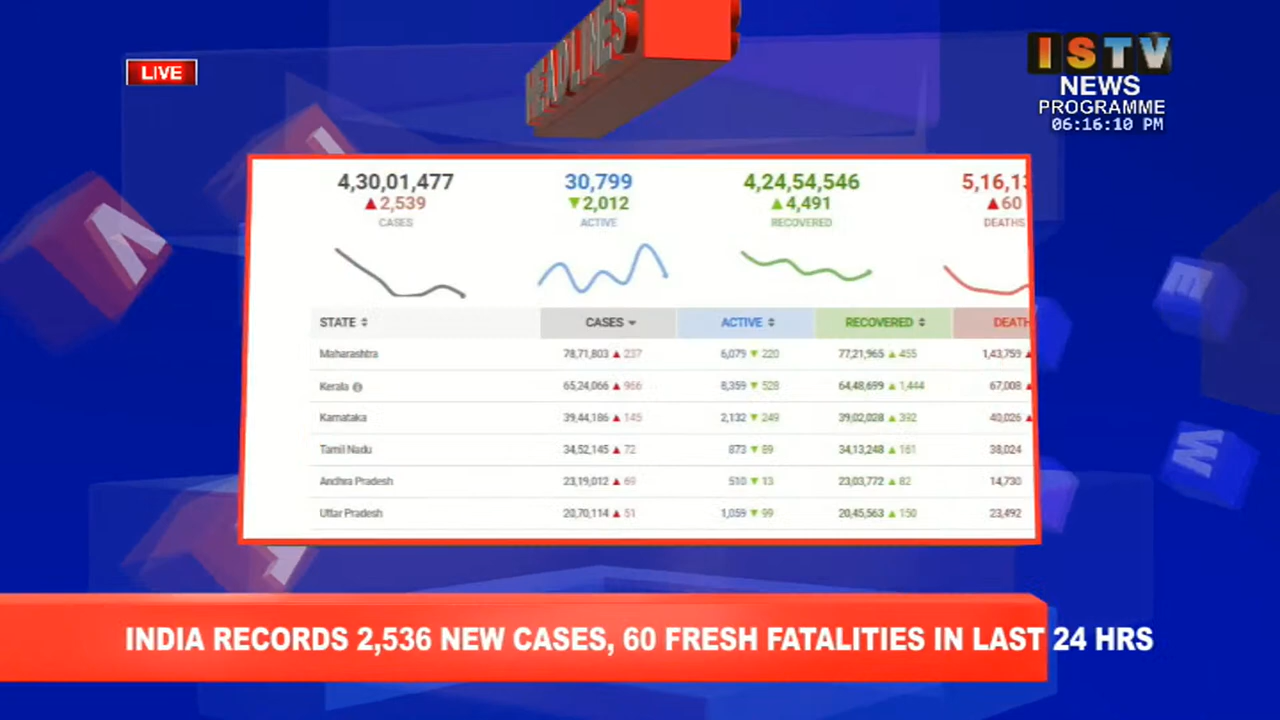 HEADLINES
LIVE
ISTV
NEWS
PROGRAMME
06:16:10 PM
4,30,01,477 30,799 4,24,54,546 5,16,1
▲2,539 ▼2,012 ▲4,491 ▲60
CASES ACTIVE RECOVERED DEATHS
STATE CASES ACTIVE RECOVERED DEATH
Maharashtra 78,71,803 ▲ 237 6,079 ▼ 220 77,21,965 ▲ 455 1,43,759 ▲
Kerala 65,24,066 ▲ 966 8,359 ▼ 528 64,48,699 ▲ 1,444 67,008 ▲
Karnataka 39,44,186 ▲ 145 2,132 ▼ 249 39,02,028 ▲ 392 40,026 ▲
Tamil Nadu 34,52,145 ▲ 72 873 ▼ 89 34,13,248 ▲ 161 38,024
Andhra Pradesh 23,19,012 ▲ 69 510 ▼ 13 23,03,772 ▲ 82 14,730
Uttar Pradesh 20,70,114 ▲ 51 1,059 ▼ 99 20,45,563 ▲ 150 23,492
INDIA RECORDS 2,536 NEW CASES, 60 FRESH FATALITIES IN LAST 24 HRS